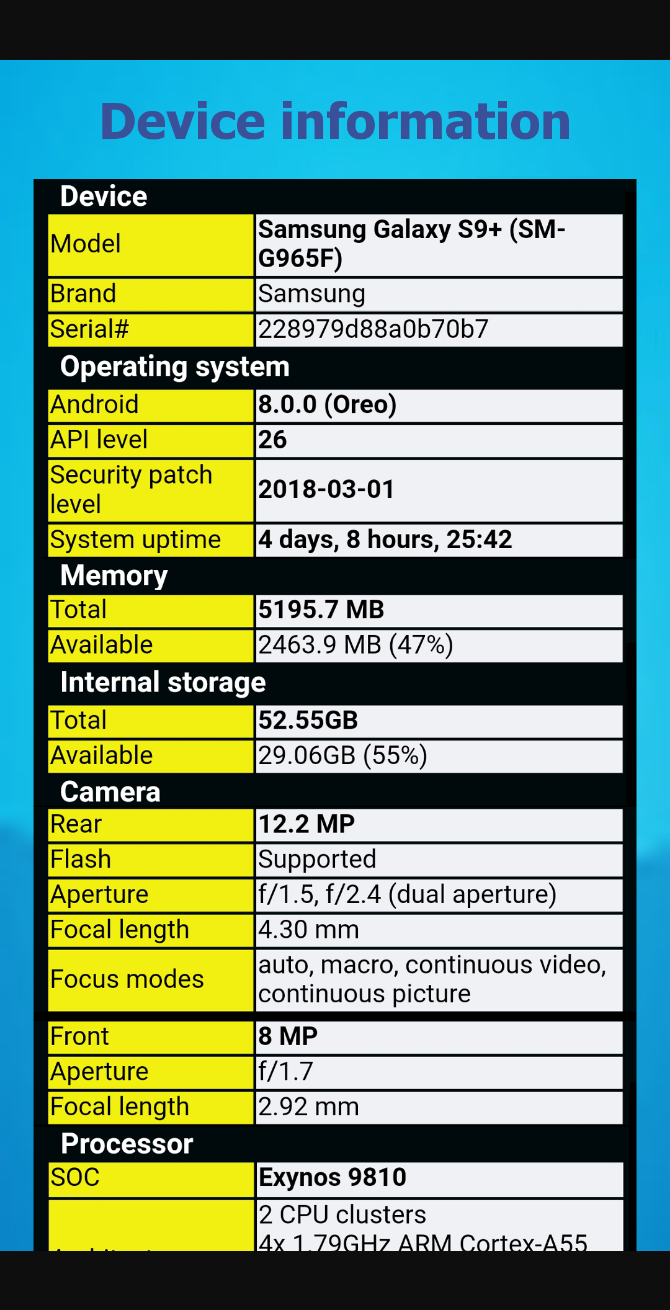 Device information
Device
Model Samsung Galaxy S9+ (SM-
G965F)
Brand Samsung
Serial# 228979d88a0b70b7
Operating system
Android 8.0.0 (Oreo)
API level 26
Security patch
level 2018-03-01
System uptime 4 days, 8 hours, 25:42
Memory
Total 5195.7 MB
Available 2463.9 MB (47%)
Internal storage
Total 52.55GB
Available 29.06GB (55%)
Camera
Rear 12.2 MP
Flash Supported
Aperture f/1.5, f/2.4 (dual aperture)
Focal length 4.30 mm
Focus modes auto, macro, continuous video,
continuous picture
Front 8 MP
Aperture f/1.7
Focal length 2.92 mm
Processor
SOC Exynos 9810
2 CPU clusters
4x 1.79GHz ARM Cortex-A55